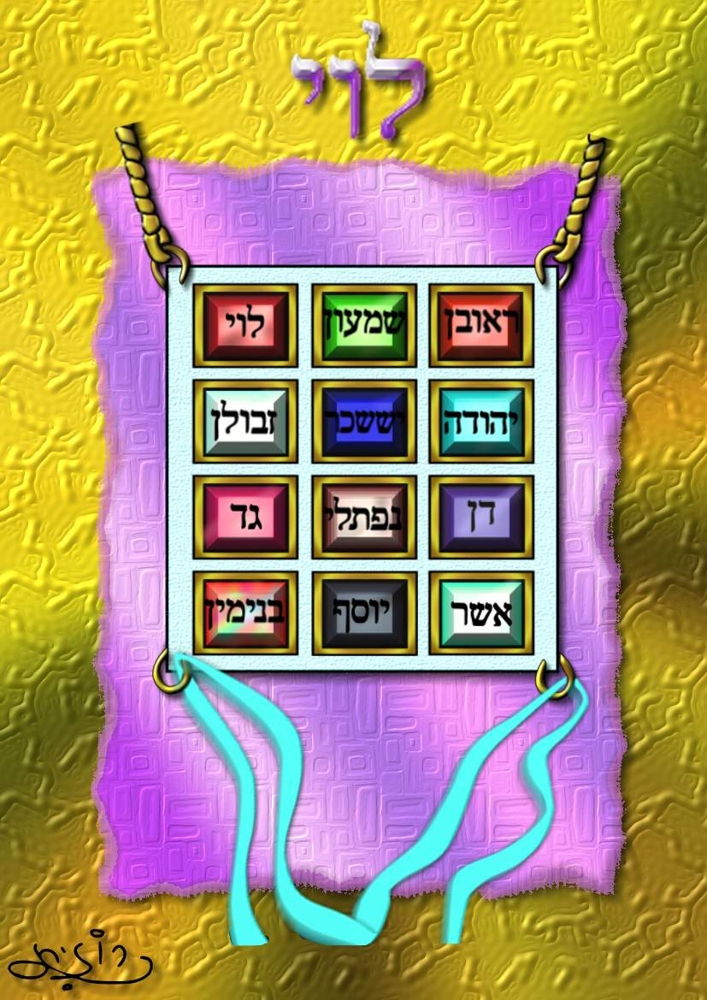 לוי
ראובן שמעון לוי
יהודה יששכר זבולן
דן נפתלי גד
אשר יוסף בנימין